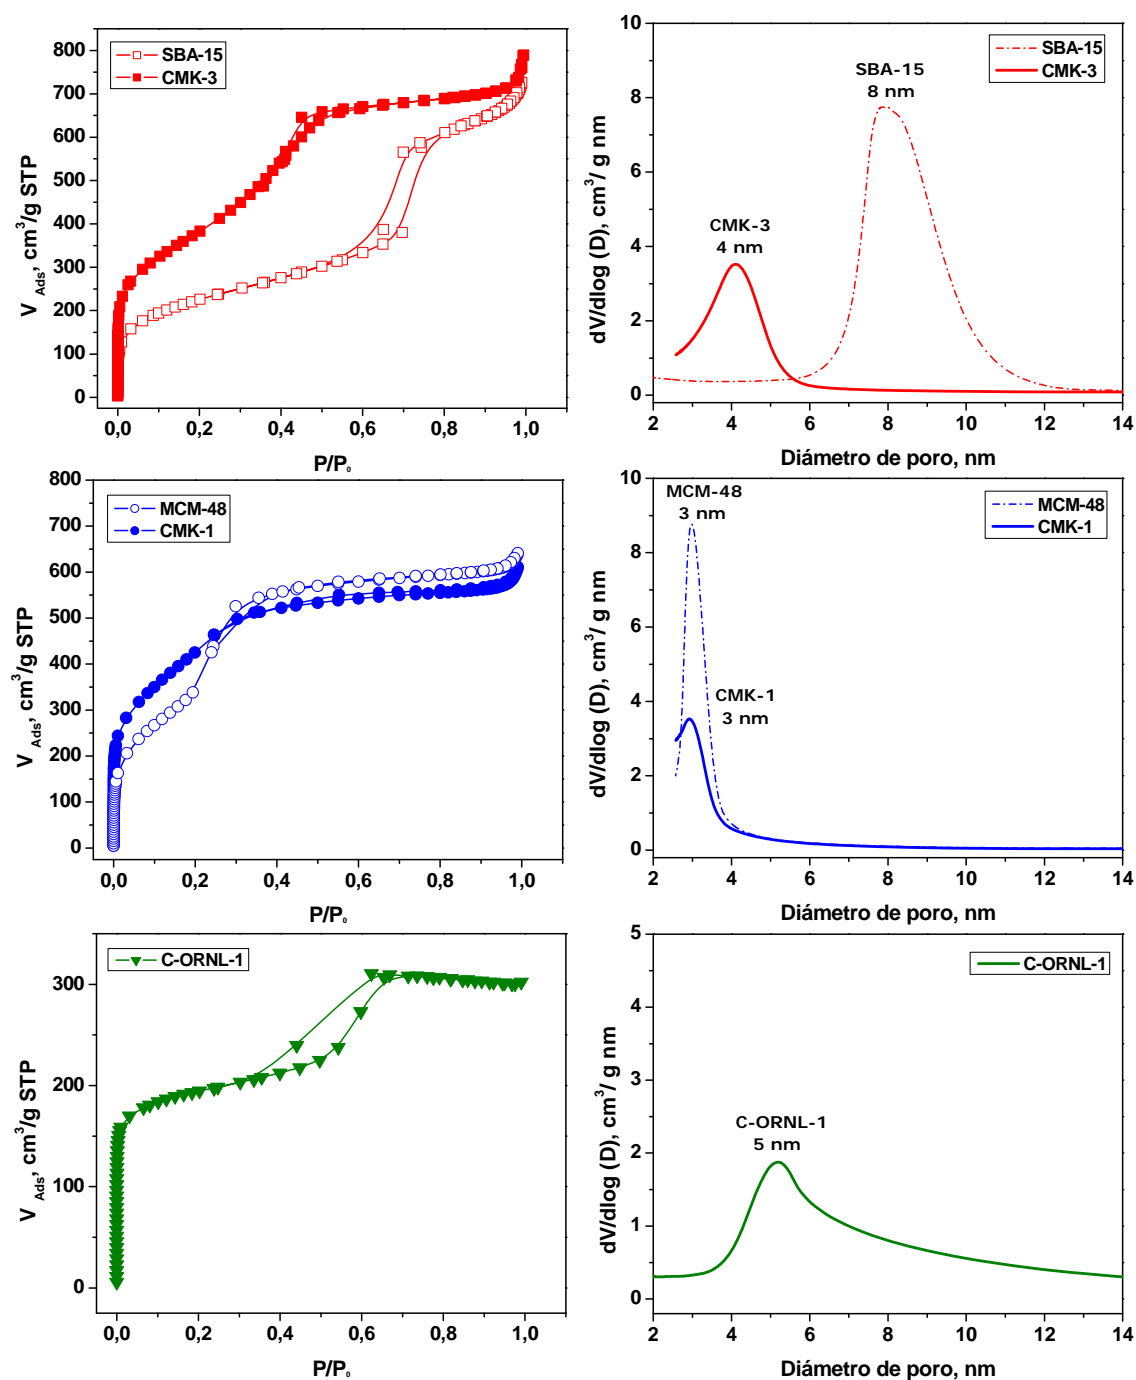 SBA-15
CMK-3
V Ads, cm³/g STP
800
700
600
500
400
300
200
100
0
0,0 0,2 0,4 0,6 0,8 1,0
P/P₀
SBA-15
CMK-3
SBA-15
8 nm
CMK-3
4 nm
dV/dlog (D), cm³/ g nm
10
8
6
4
2
0
2 4 6 8 10 12 14
Diámetro de poro, nm
MCM-48
CMK-1
V Ads, cm³/g STP
800
700
600
500
400
300
200
100
0
0,0 0,2 0,4 0,6 0,8 1,0
P/P₀
MCM-48
CMK-1
MCM-48
3 nm
CMK-1
3 nm
dV/dlog (D), cm³/ g nm
10
8
6
4
2
0
2 4 6 8 10 12 14
Diámetro de poro, nm
C-ORNL-1
V Ads, cm³/g STP
300
200
100
0
0,0 0,2 0,4 0,6 0,8 1,0
P/P₀
C-ORNL-1
C-ORNL-1
5 nm
dV/dlog (D), cm³/ g nm
5
4
3
2
1
0
2 4 6 8 10 12 14
Diámetro de poro, nm